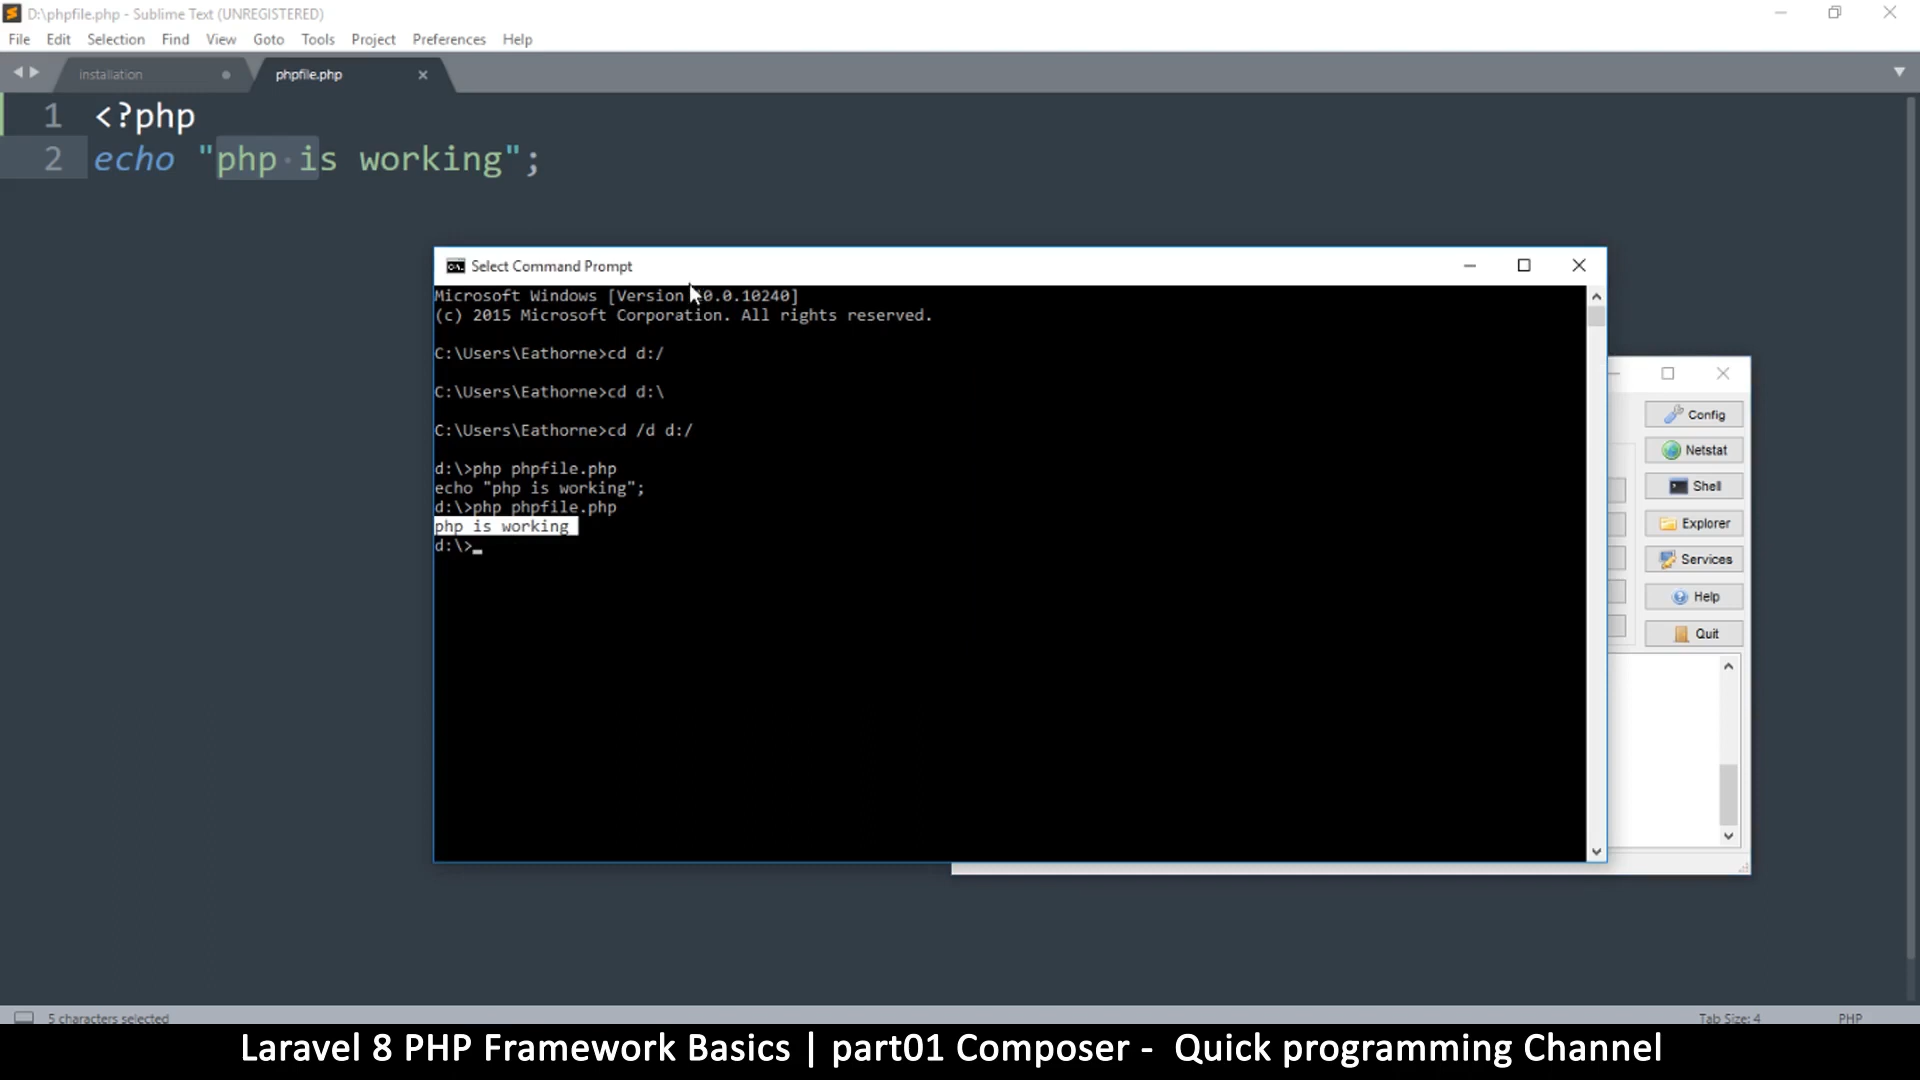 D:\phpfile.php - Sublime Text (UNREGISTERED)
File Edit Selection Find View Goto Tools Project Preferences Help
installation phpfile.php
1 <?php
2 echo "php is working";
Select Command Prompt
Microsoft Windows [Version 10.0.10240]
(c) 2015 Microsoft Corporation. All rights reserved.
C:\Users\Eathorne>cd d:/
C:\Users\Eathorne>cd d:\
C:\Users\Eathorne>cd /d d:/
d:\>php phpfile.php
echo "php is working";
d:\>php phpfile.php
php is working
d:\>_
Config
Netstat
Shell
Explorer
Services
Help
Quit
5 characters selected Tab Size: 4 PHP
Laravel 8 PHP Framework Basics | part01 Composer - Quick programming Channel